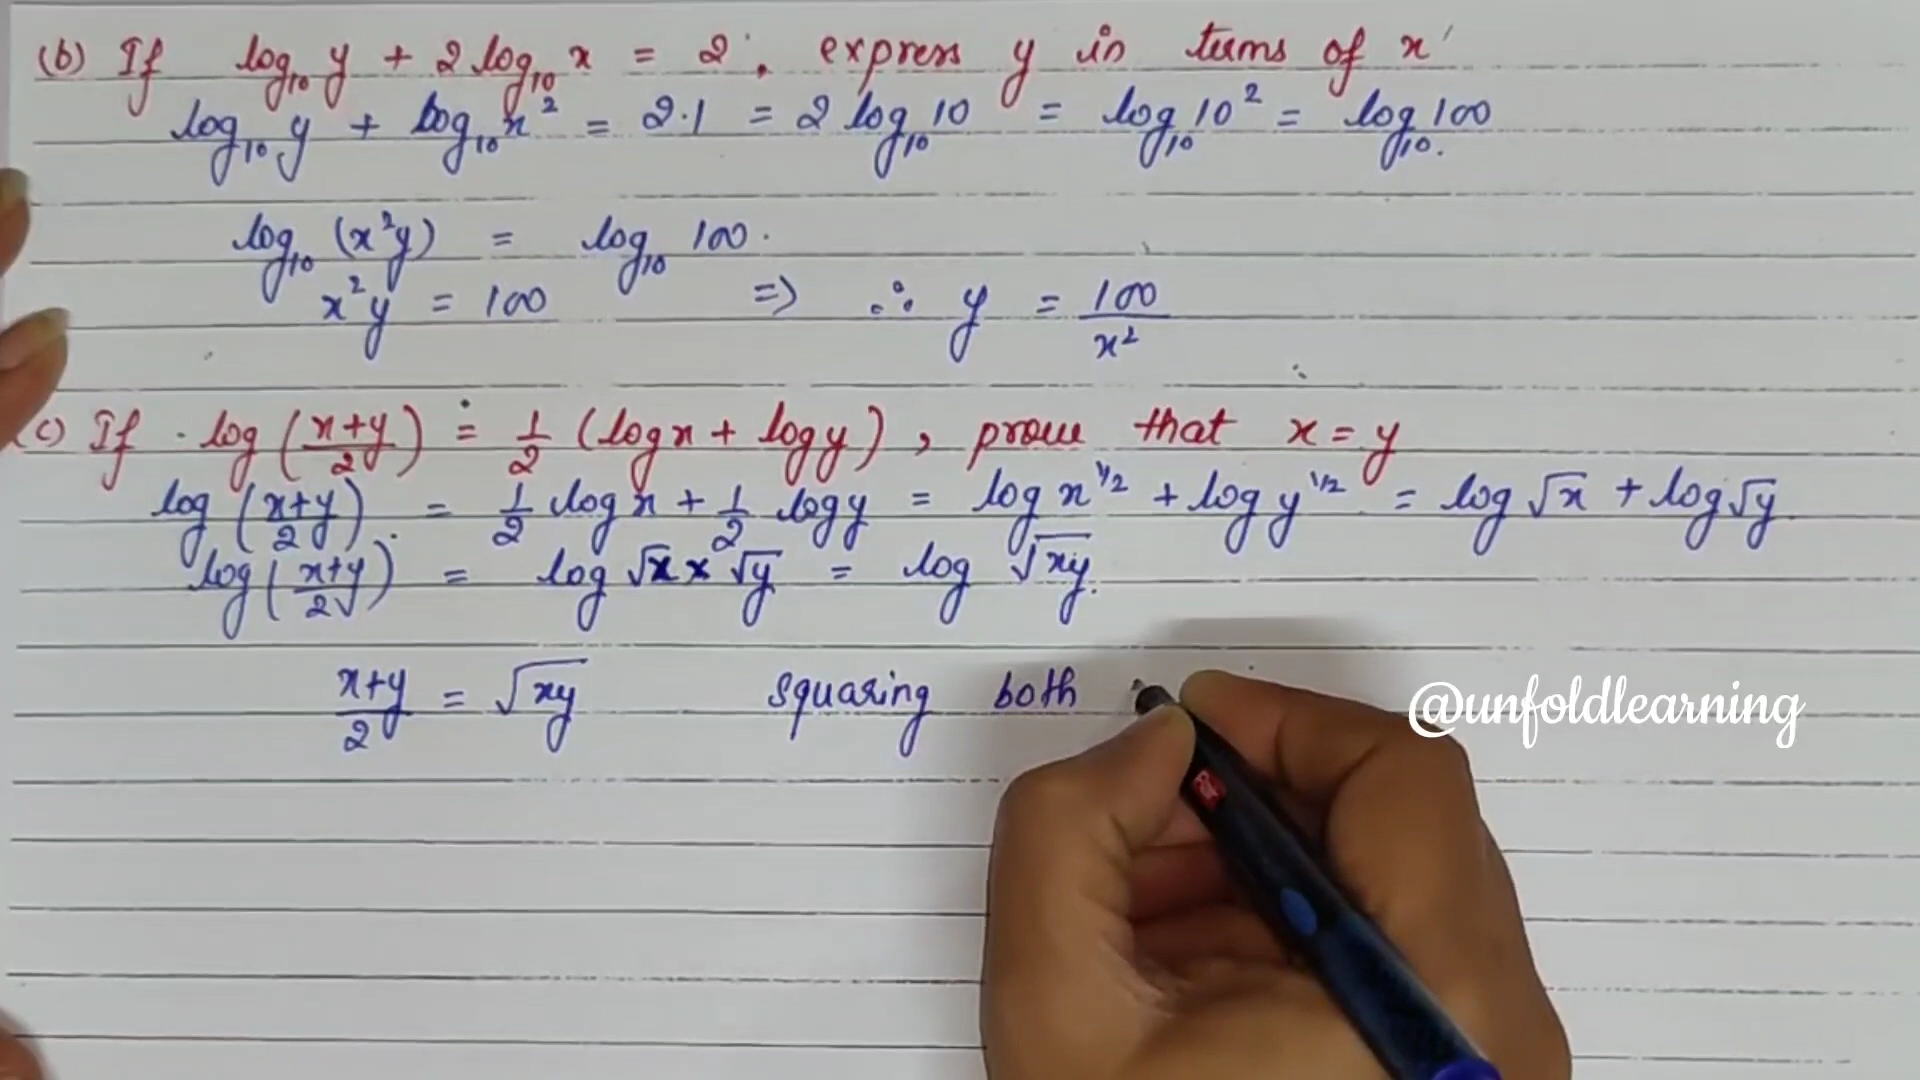 (b) If log₁₀ y + 2 log₁₀ x = 2, express y in terms of x
log₁₀ y + log₁₀ x² = 2·1 = 2 log₁₀ 10 = log₁₀ 10² = log₁₀ 100.
log₁₀ (x²y) = log₁₀ 100.
x²y = 100 => ∴ y = 100/x²
(c) If log((x+y)/2) = 1/2 (log x + log y), prove that x = y
log((x+y)/2) = 1/2 log x + 1/2 log y = log x^1/2 + log y^1/2 = log √x + log √y
log((x+y)/2) = log √x × √y = log √xy.
(x+y)/2 = √xy squaring both
@unfoldlearning